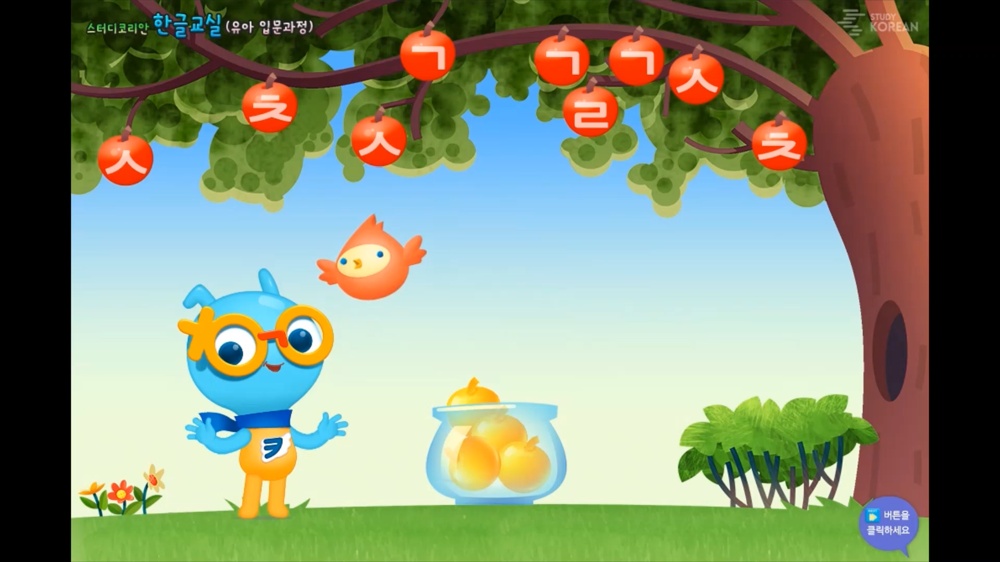 스터디코리안 한글교실 (유아 입문과정)
STUDY
KOREAN
ㄱ
ㄱ
ㄱ
ㅅ
ㅊ
ㄹ
ㅅ
ㅊ
ㅅ
ㅋ
NEXT
버튼을
클릭하세요